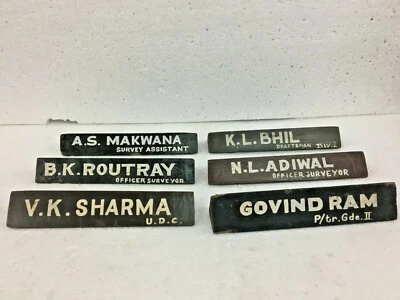 A.S. MAKWANA
SURVEY ASSISTANT
K.L. BHIL
DRAFTSMAN DIV. I
B.K. ROUTRAY
OFFICER SURVEYOR
N.L. ADIWAL
OFFICER SURVEYOR
V.K. SHARMA
U.D.C.
GOVIND RAM
P/tr. Gde. II